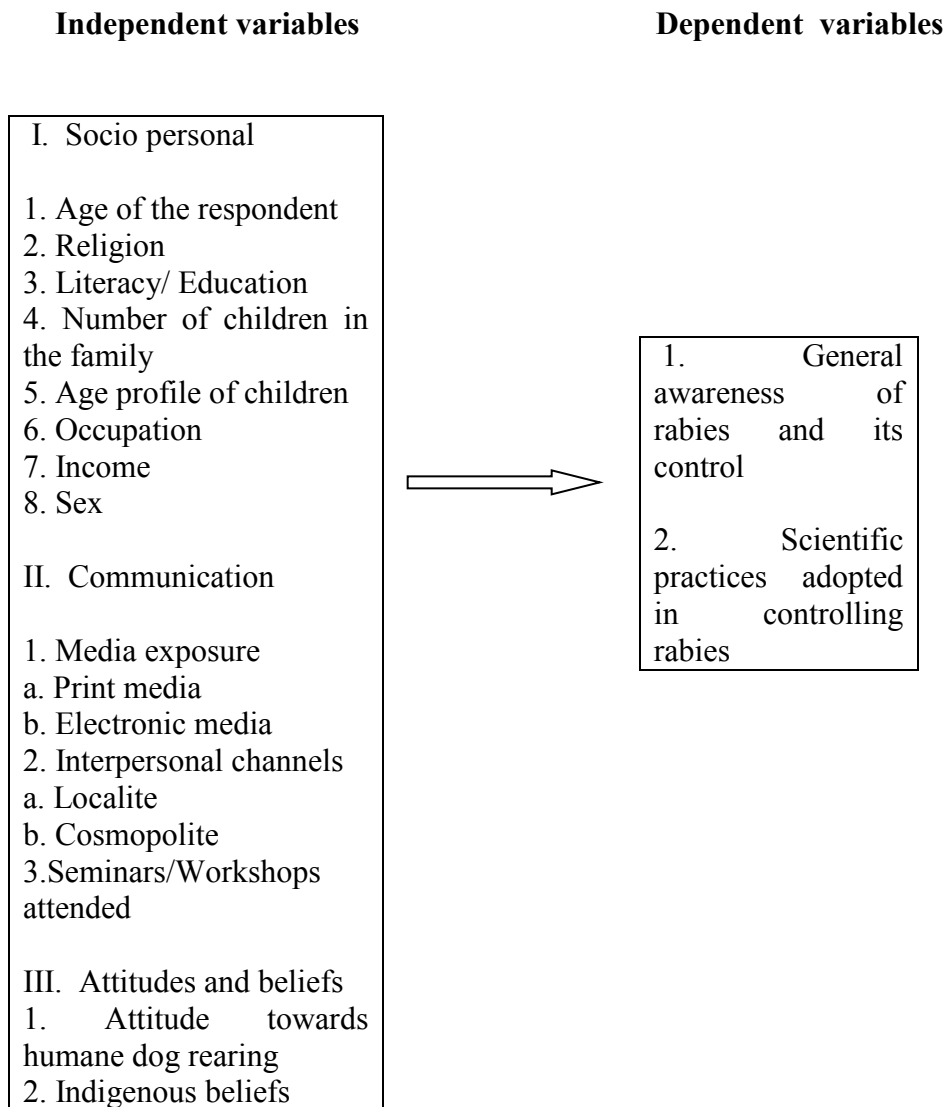 Independent variables
Dependent variables
I. Socio personal
1. Age of the respondent
2. Religion
3. Literacy/ Education
4. Number of children in
the family
5. Age profile of children
6. Occupation
7. Income
8. Sex
II. Communication
1. Media exposure
a. Print media
b. Electronic media
2. Interpersonal channels
a. Localite
b. Cosmopolite
3.Seminars/Workshops
attended
III. Attitudes and beliefs
1. Attitude towards
humane dog rearing
2. Indigenous beliefs
1. General
awareness of
rabies and its
control
2. Scientific
practices adopted
in controlling
rabies